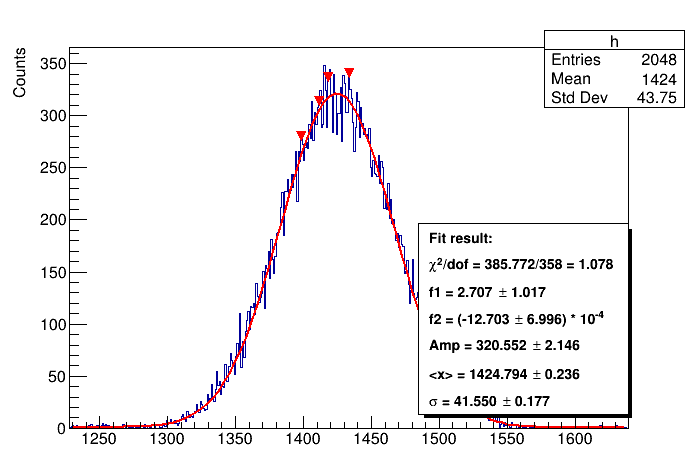 h
Entries 2048
Mean 1424
Std Dev 43.75
Counts
350
300
250
200
150
100
50
0
Fit result:
χ²/dof = 385.772/358 = 1.078
f1 = 2.707 ± 1.017
f2 = (-12.703 ± 6.996) * 10⁻⁴
Amp = 320.552 ± 2.146
<x> = 1424.794 ± 0.236
σ = 41.550 ± 0.177
1250 1300 1350 1400 1450 1500 1550 1600